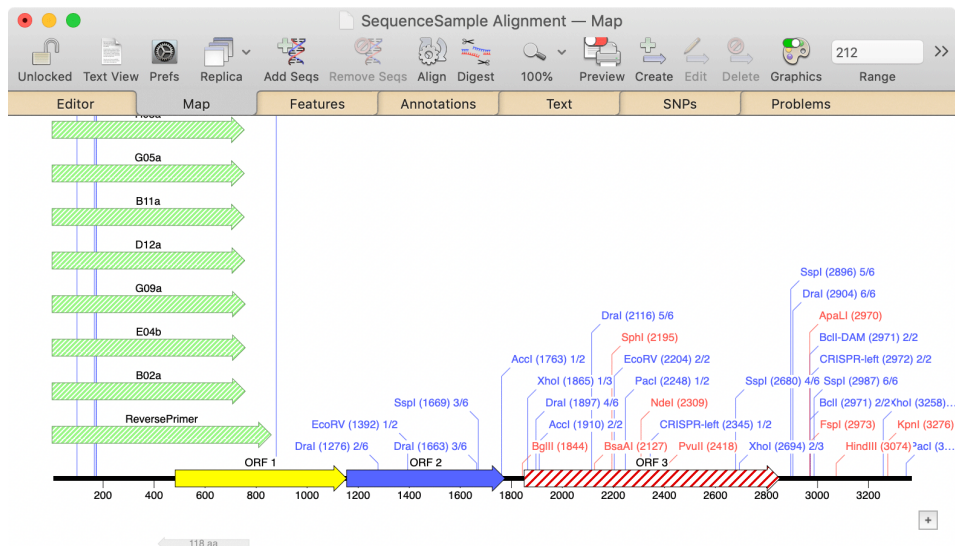 SequenceSample Alignment — Map
Unlocked Text View Prefs Replica Add Seqs Remove Seqs Align Digest 100% Preview Create Edit Delete Graphics 212 Range
Editor Map Features Annotations Text SNPs Problems
G05a
B11a
D12a
G09a
E04b
B02a
ReversePrimer
SspI (2896) 5/6
DraI (2904) 6/6
DraI (2116) 5/6 ApaLI (2970)
SphI (2195) BclI-DAM (2971) 2/2
AccI (1763) 1/2 EcoRV (2204) 2/2 CRISPR-left (2972) 2/2
XhoI (1865) 1/3 PacI (2248) 1/2 SspI (2680) 4/6 SspI (2987) 6/6
SspI (1669) 3/6 DraI (1897) 4/6 NdeI (2309) BclI (2971) 2/2 XhoI (3258)...
EcoRV (1392) 1/2 AccI (1910) 2/2 CRISPR-left (2345) 1/2 FspI (2973) KpnI (3276)
DraI (1276) 2/6 DraI (1663) 3/6 BglII (1844) BsaAI (2127) PvuII (2418) XhoI (2694) 2/3 HindIII (3074) PacI (3...
ORF 1 ORF 2 ORF 3
200 400 600 800 1000 1200 1400 1600 1800 2000 2200 2400 2600 2800 3000 3200
118 aa